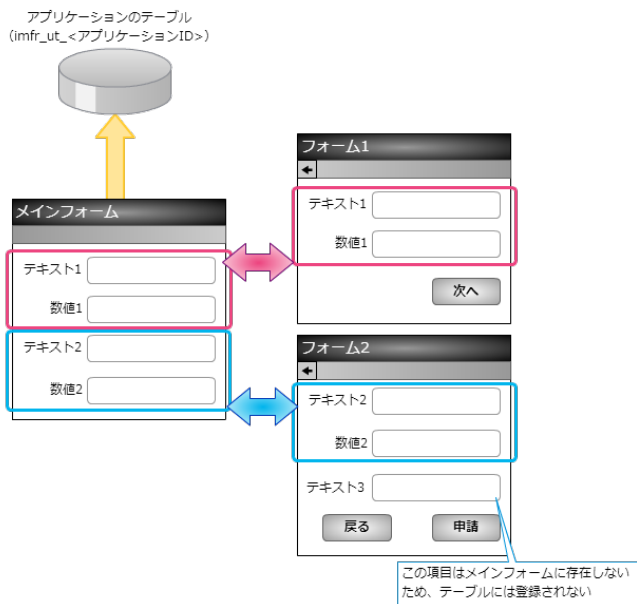 アプリケーションのテーブル
(imfr_ut_<アプリケーションID>)
メインフォーム
テキスト1
数値1
テキスト2
数値2
フォーム1
テキスト1
数値1
次へ
フォーム2
テキスト2
数値2
テキスト3
戻る
申請
この項目はメインフォームに存在しない
ため、テーブルには登録されない